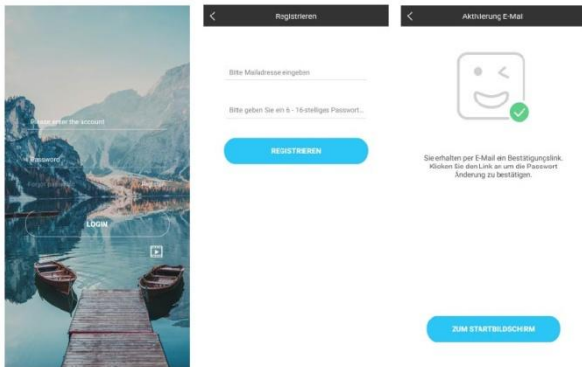 Please enter the account
Password
Forgot password
LOGIN
Registrieren
Bitte Mailadresse eingeben
Bitte geben Sie ein 6 - 16-stelliges Passwort...
REGISTRIEREN
Aktivierung E-Mail
Sie erhalten per E-Mail ein Bestätigungslink.
Klicken Sie den Link an um die Passwort
Änderung zu bestätigen.
ZUM STARTBILDSCHIRM